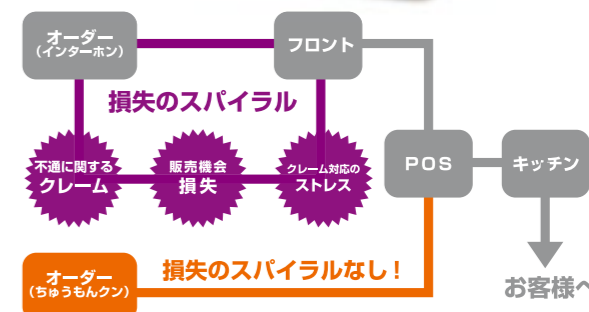 オーダー
(インターホン)
フロント
損失のスパイラル
不通に関する
クレーム
販売機会
損失
クレーム対応の
ストレス
POS
キッチン
オーダー
(ちゅうもんクン)
損失のスパイラルなし！
お客様へ